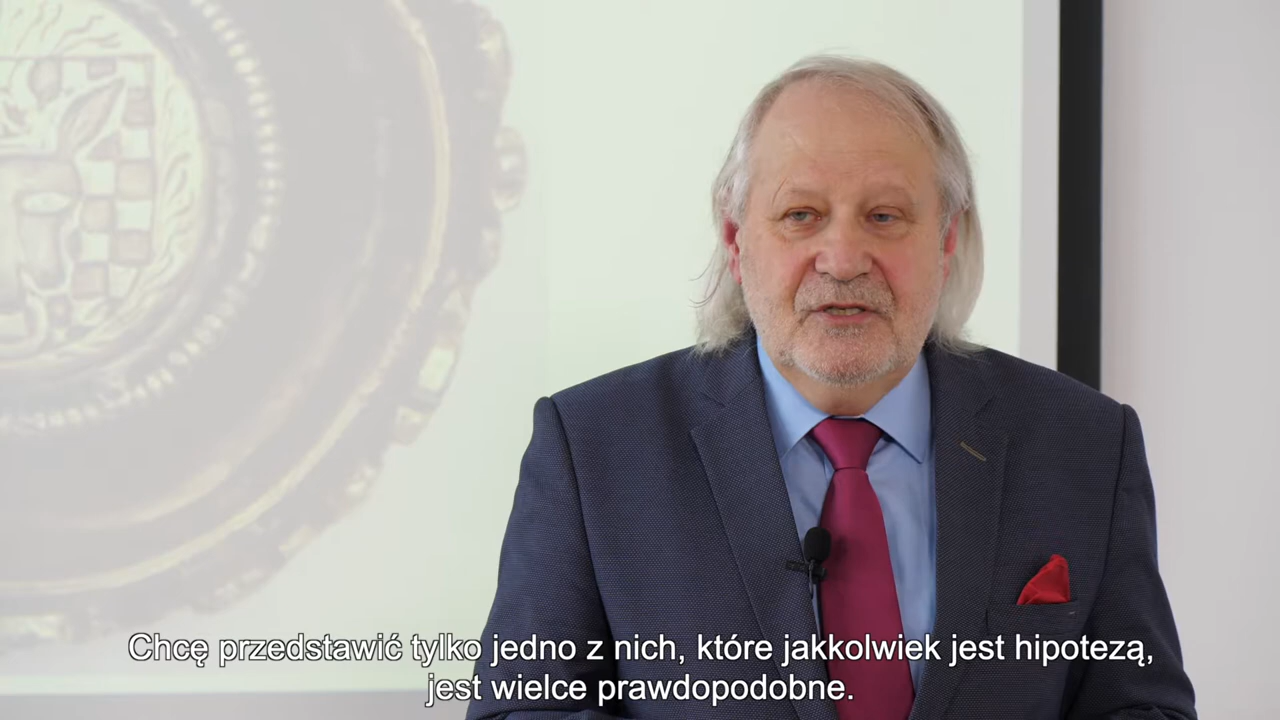 Chcę przedstawić tylko jedno z nich, które jakkolwiek jest hipotezą,
jest wielce prawdopodobne.